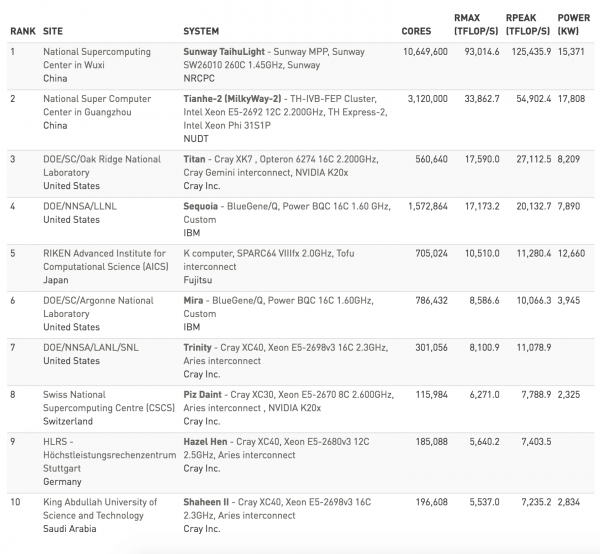 RANK SITE SYSTEM CORES RMAX (TFLOP/S) RPEAK (TFLOP/S) POWER (KW)
1 National Supercomputing Sunway TaihuLight - Sunway MPP, Sunway 10,649,600 93,014.6 125,435.9 15,371
Center in Wuxi SW26010 260C 1.45GHz, Sunway
China NRCPC
2 National Super Computer Tianhe-2 (MilkyWay-2) - TH-IVB-FEP Cluster, 3,120,000 33,862.7 54,902.4 17,808
Center in Guangzhou Intel Xeon E5-2692 12C 2.200GHz, TH Express-2,
China Intel Xeon Phi 31S1P
NUDT
3 DOE/SC/Oak Ridge National Titan - Cray XK7 , Opteron 6274 16C 2.200GHz, 560,640 17,590.0 27,112.5 8,209
Laboratory Cray Gemini interconnect, NVIDIA K20x
United States Cray Inc.
4 DOE/NNSA/LLNL Sequoia - BlueGene/Q, Power BQC 16C 1.60 GHz, 1,572,864 17,173.2 20,132.7 7,890
United States Custom
IBM
5 RIKEN Advanced Institute for K computer, SPARC64 VIIIfx 2.0GHz, Tofu 705,024 10,510.0 11,280.4 12,660
Computational Science (AICS) interconnect
Japan Fujitsu
6 DOE/SC/Argonne National Mira - BlueGene/Q, Power BQC 16C 1.60GHz, 786,432 8,586.6 10,066.3 3,945
Laboratory Custom
United States IBM
7 DOE/NNSA/LANL/SNL Trinity - Cray XC40, Xeon E5-2698v3 16C 2.3GHz, 301,056 8,100.9 11,078.9
United States Aries interconnect
Cray Inc.
8 Swiss National Piz Daint - Cray XC30, Xeon E5-2670 8C 2.600GHz, 115,984 6,271.0 7,788.9 2,325
Supercomputing Centre (CSCS) Aries interconnect , NVIDIA K20x
Switzerland Cray Inc.
9 HLRS - Hazel Hen - Cray XC40, Xeon E5-2680v3 12C 185,088 5,640.2 7,403.5
Höchstleistungsrechenzentrum 2.5GHz, Aries interconnect
Stuttgart Cray Inc.
Germany
10 King Abdullah University of Shaheen II - Cray XC40, Xeon E5-2698v3 16C 196,608 5,537.0 7,235.2 2,834
Science and Technology 2.3GHz, Aries interconnect
Saudi Arabia Cray Inc.